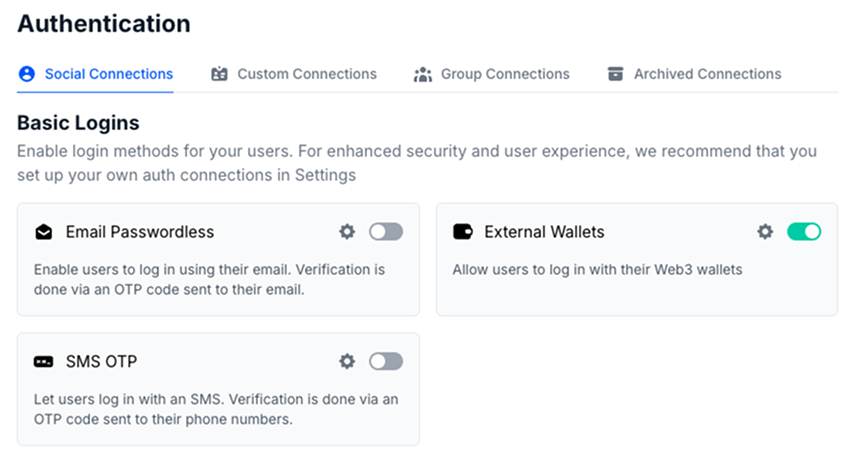 Authentication
Social Connections
Custom Connections
Group Connections
Archived Connections
Basic Logins
Enable login methods for your users. For enhanced security and user experience, we recommend that you
set up your own auth connections in Settings
Email Passwordless
Enable users to log in using their email. Verification is
done via an OTP code sent to their email.
External Wallets
Allow users to log in with their Web3 wallets
SMS OTP
Let users log in with an SMS. Verification is done via an
OTP code sent to their phone numbers.